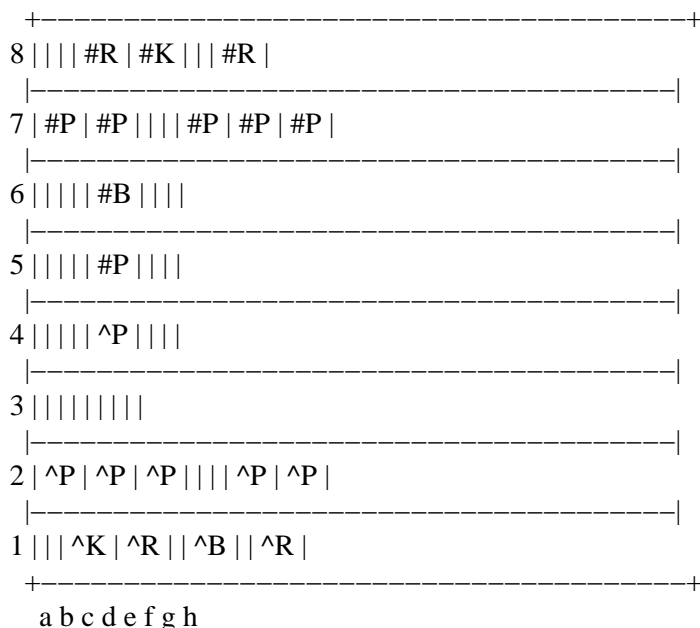 +−−−−−−−−−−−−−−−−−−−−−−−−−−−−−−−−−−−−−−−+
8 | | | | #R | #K | | | #R |
|−−−−−−−−−−−−−−−−−−−−−−−−−−−−−−−−−−−−−−−|
7 | #P | #P | | | | #P | #P | #P |
|−−−−−−−−−−−−−−−−−−−−−−−−−−−−−−−−−−−−−−−|
6 | | | | | #B | | | |
|−−−−−−−−−−−−−−−−−−−−−−−−−−−−−−−−−−−−−−−|
5 | | | | | #P | | | |
|−−−−−−−−−−−−−−−−−−−−−−−−−−−−−−−−−−−−−−−|
4 | | | | | ^P | | | |
|−−−−−−−−−−−−−−−−−−−−−−−−−−−−−−−−−−−−−−−|
3 | | | | | | | | |
|−−−−−−−−−−−−−−−−−−−−−−−−−−−−−−−−−−−−−−−|
2 | ^P | ^P | ^P | | | | ^P | ^P |
|−−−−−−−−−−−−−−−−−−−−−−−−−−−−−−−−−−−−−−−|
1 | | | ^K | ^R | | ^B | | ^R |
+−−−−−−−−−−−−−−−−−−−−−−−−−−−−−−−−−−−−−−−+
a b c d e f g h